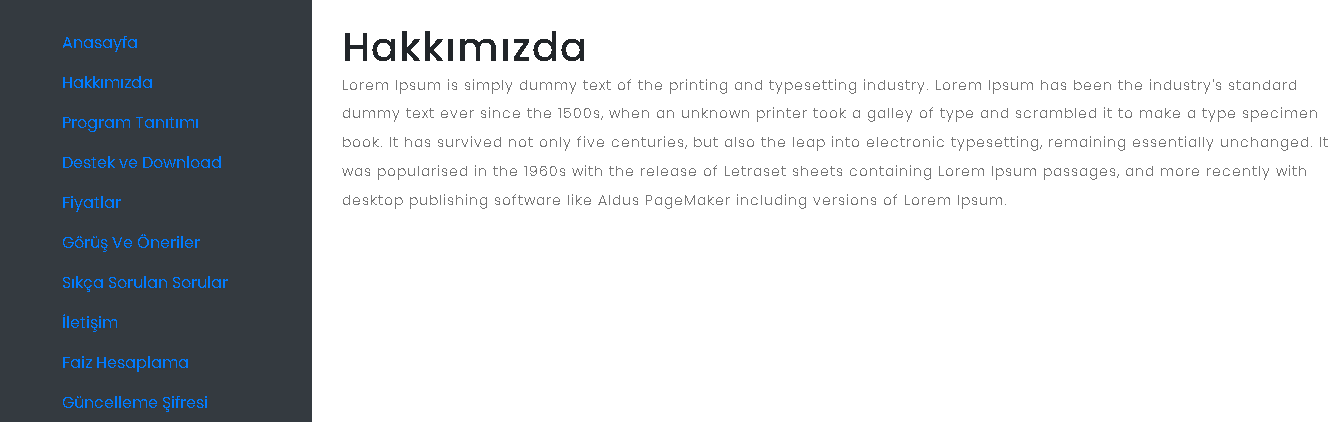 Anasayfa
Hakkımızda
Program Tanıtımı
Destek ve Download
Fiyatlar
Görüş Ve Öneriler
Sıkça Sorulan Sorular
İletişim
Faiz Hesaplama
Güncelleme Şifresi
Hakkımızda
Lorem Ipsum is simply dummy text of the printing and typesetting industry. Lorem Ipsum has been the industry's standard
dummy text ever since the 1500s, when an unknown printer took a galley of type and scrambled it to make a type specimen
book. It has survived not only five centuries, but also the leap into electronic typesetting, remaining essentially unchanged. It
was popularised in the 1960s with the release of Letraset sheets containing Lorem Ipsum passages, and more recently with
desktop publishing software like Aldus PageMaker including versions of Lorem Ipsum.